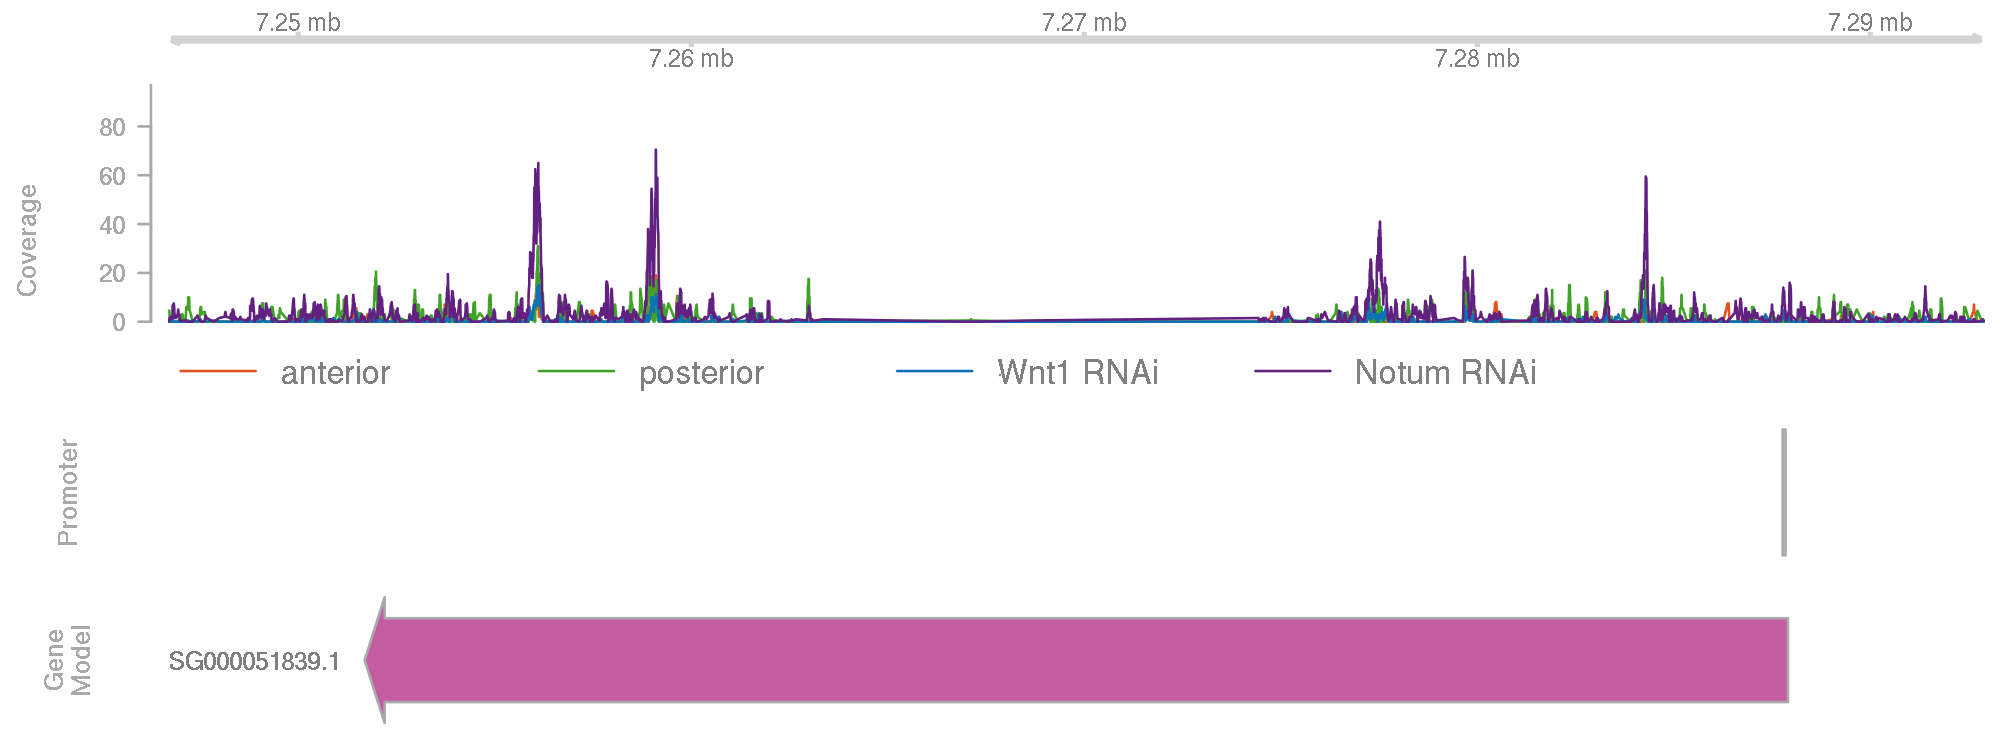 7.25 mb
7.27 mb
7.29 mb
7.26 mb
7.28 mb
Coverage
80
60
40
20
0
anterior
posterior
Wnt1 RNAi
Notum RNAi
Promoter
Gene
Model
SG000051839.1